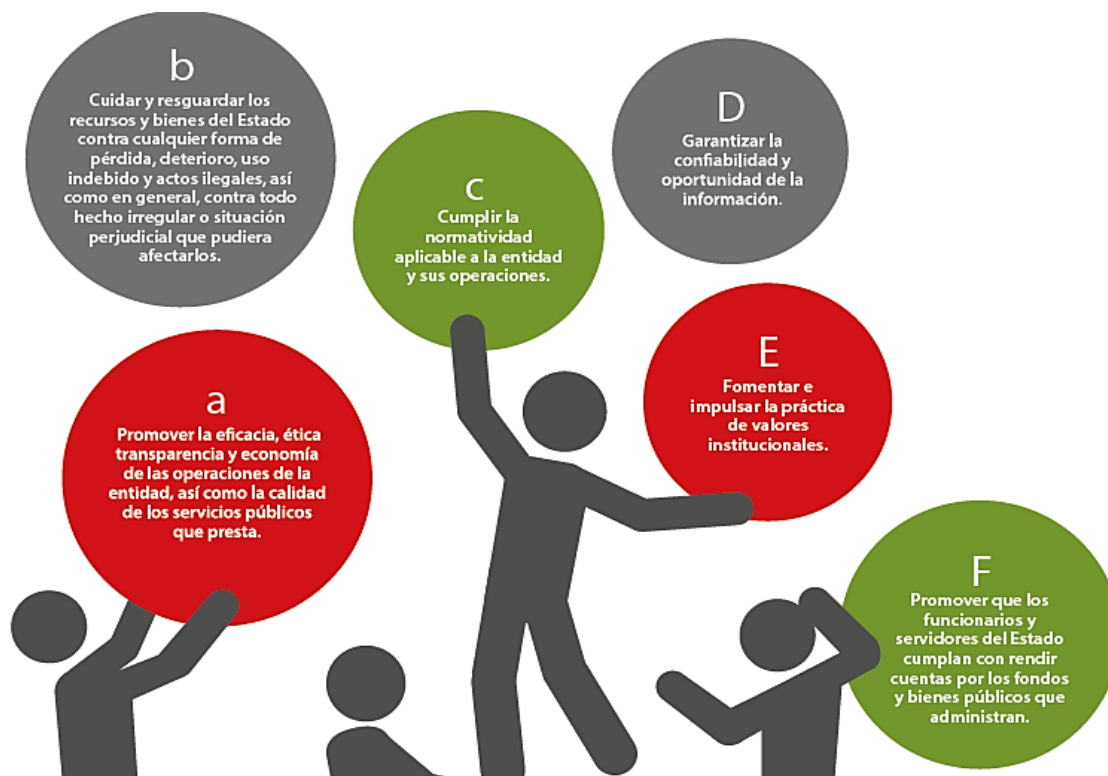 b
Cuidar y resguardar los
recursos y bienes del Estado
contra cualquier forma de
pérdida, deterioro, uso
indebido y actos ilegales, así
como en general, contra todo
hecho irregular o situación
perjudicial que pudiera
afectarlos.
D
Garantizar la
confiabilidad y
oportunidad de la
información.
C
Cumplir la
normatividad
aplicable a la entidad
y sus operaciones.
a
Promover la eficacia, ética
transparencia y economía
de las operaciones de la
entidad, así como la calidad
de los servicios públicos
que presta.
E
Fomentar e
impulsar la práctica
de valores
institucionales.
F
Promover que los
funcionarios y
servidores del Estado
cumplan con rendir
cuentas por los fondos
y bienes públicos que
administran.